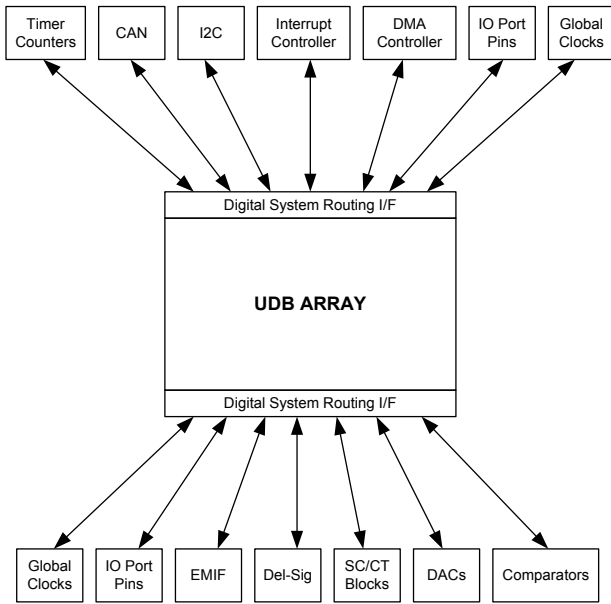 Timer
Counters
CAN
I2C
Interrupt
Controller
DMA
Controller
IO Port
Pins
Global
Clocks
Digital System Routing I/F
UDB ARRAY
Digital System Routing I/F
Global
Clocks
IO Port
Pins
EMIF
Del-Sig
SC/CT
Blocks
DACs
Comparators